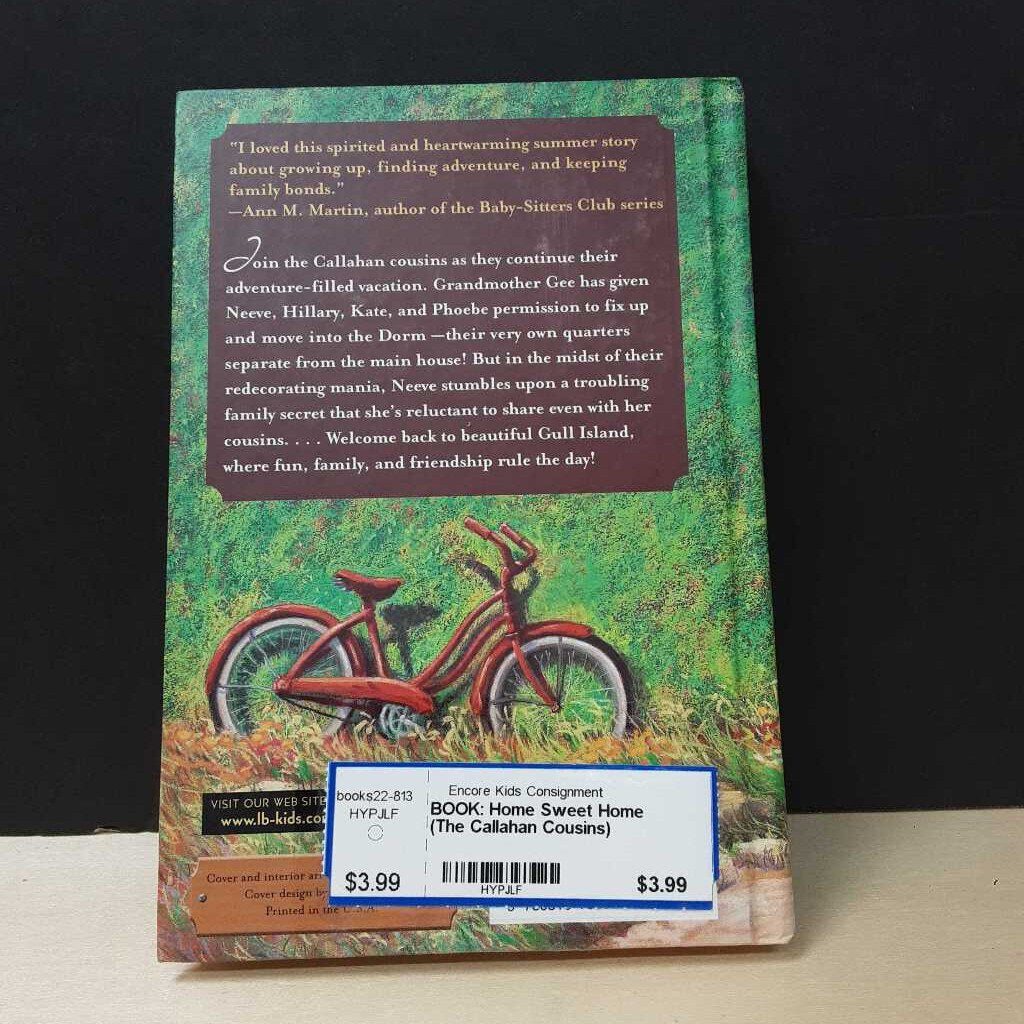 "I loved this spirited and heartwarming summer story
about growing up, finding adventure, and keeping
family bonds."
—Ann M. Martin, author of the Baby-Sitters Club series
Join the Callahan cousins as they continue their
adventure-filled vacation. Grandmother Gee has given
Neeve, Hillary, Kate, and Phoebe permission to fix up
and move into the Dorm—their very own quarters
separate from the main house! But in the midst of their
redecorating mania, Neeve stumbles upon a troubling
family secret that she's reluctant to share even with her
cousins. . . . Welcome back to beautiful Gull Island,
where fun, family, and friendship rule the day!
VISIT OUR WEB SITE
www.lb-kids.co
books22-813
HYPJLF
$3.99
Encore Kids Consignment
BOOK: Home Sweet Home
(The Callahan Cousins)
HYPJLF
$3.99
Cover and interior
Cover design by
Printed in the U.S.A.